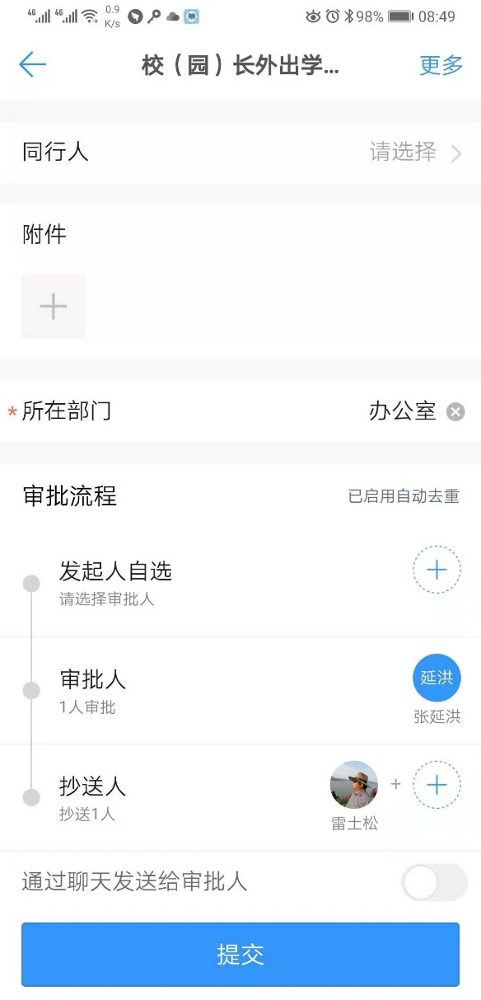 4G 4G 0.9 K/s 98% 08:49
校（园）长外出学... 更多
同行人 请选择
附件
*所在部门 办公室
审批流程 已启用自动去重
发起人自选
请选择审批人
审批人 延洪
1人审批 张延洪
抄送人 +
抄送1人 雷土松
通过聊天发送给审批人
提交